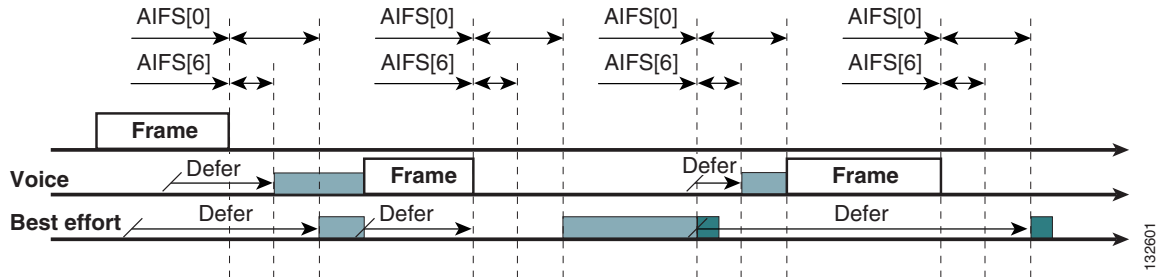 AIFS[0] AIFS[0] AIFS[0] AIFS[0]
AIFS[6] AIFS[6] AIFS[6] AIFS[6]
Frame
Voice Defer Frame Defer Frame
Best effort Defer Defer Defer
132601